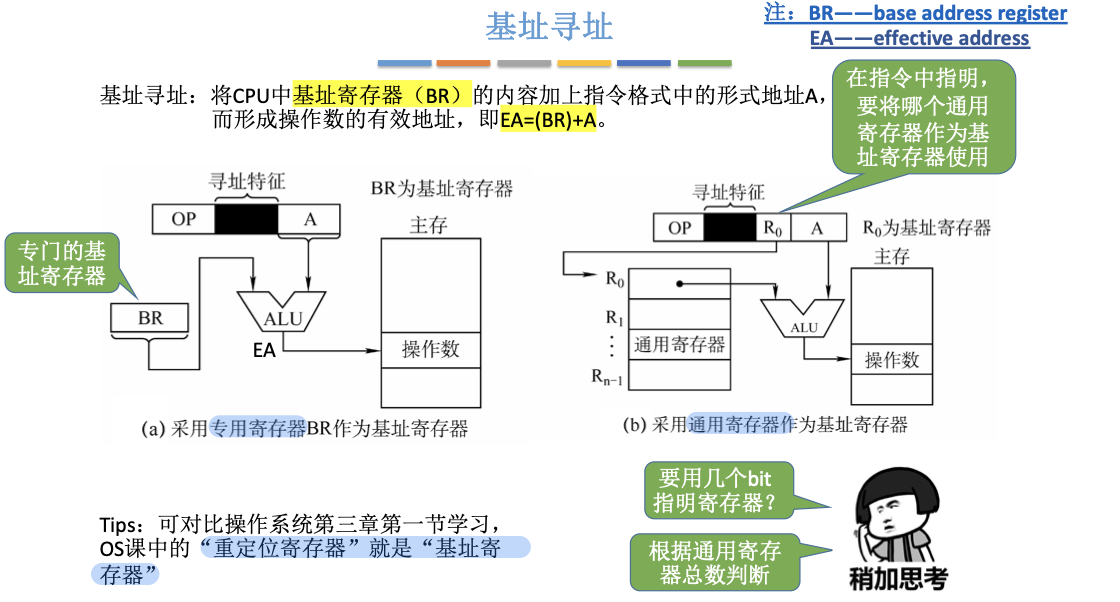 基址寻址
注：BR——base address register
EA——effective address
基址寻址：将CPU中基址寄存器（BR）的内容加上指令格式中的形式地址A，
而形成操作数的有效地址，即EA=(BR)+A。
在指令中指明，
要将哪个通用
寄存器作为基
址寄存器使用
寻址特征
OP
A
BR为基址寄存器
主存
专门的基
址寄存器
BR
ALU
EA
操作数
(a) 采用专用寄存器BR作为基址寄存器
寻址特征
OP
R0
A
R0为基址寄存器
主存
R0
R1
⋮
通用寄存器
Rn−1
ALU
操作数
(b) 采用通用寄存器作为基址寄存器
要用几个bit
指明寄存器？
根据通用寄存
器总数判断
稍加思考
Tips：可对比操作系统第三章第一节学习，
OS课中的“重定位寄存器”就是“基址寄
存器”